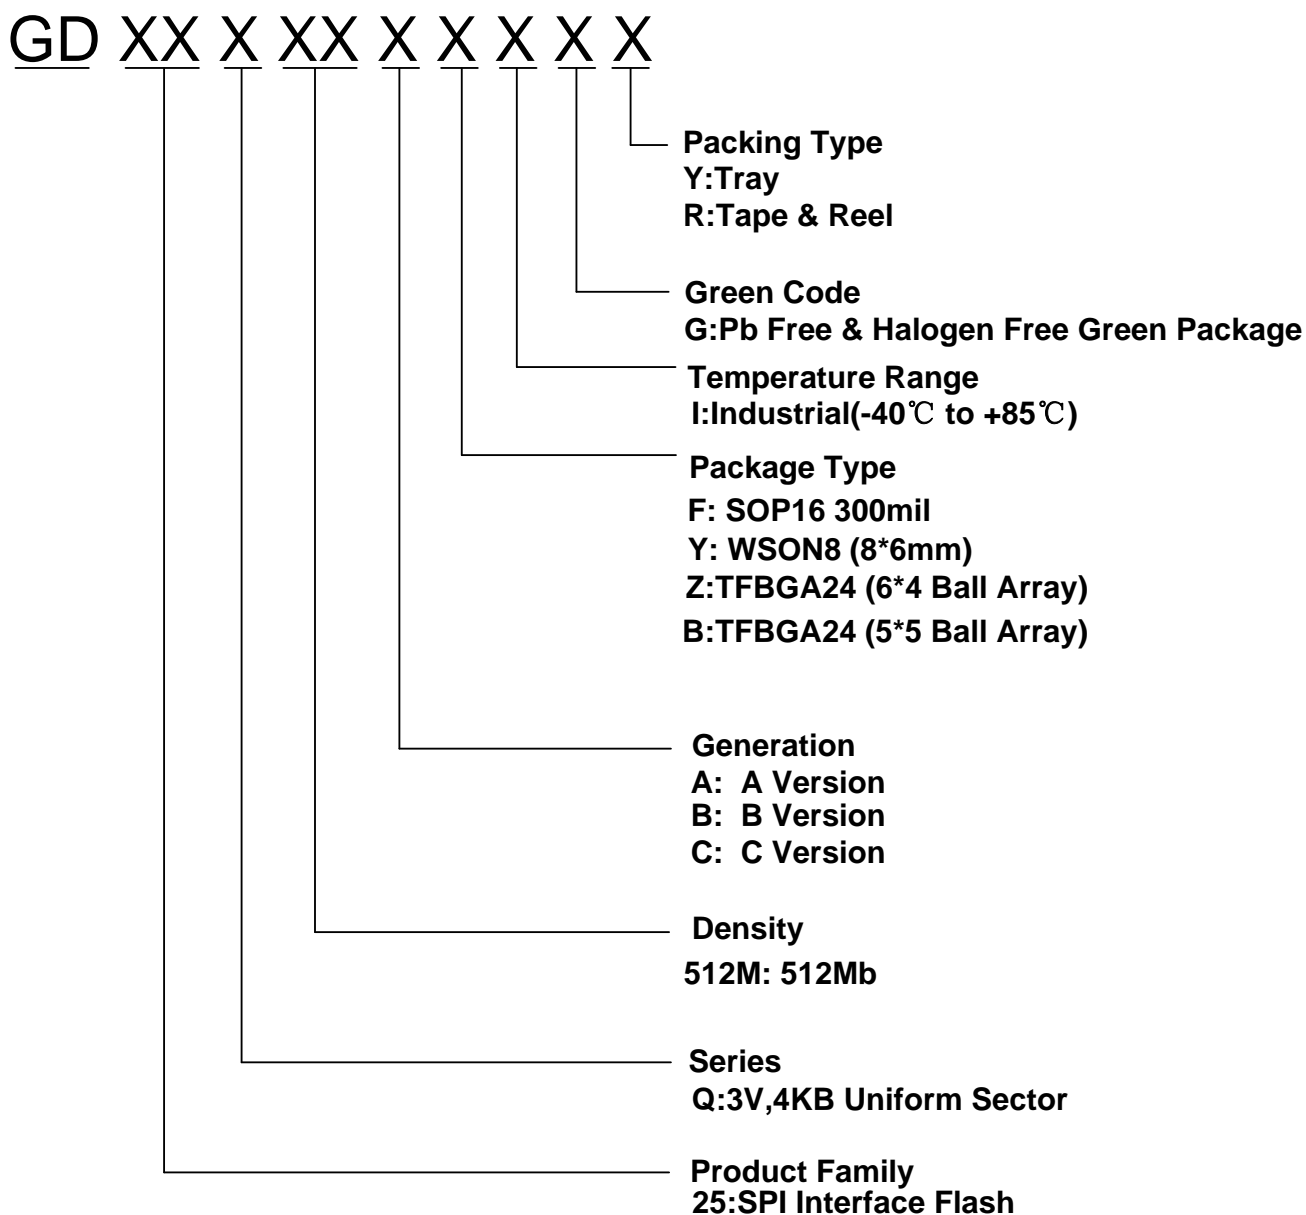 GD XX X XX X X X X X
Packing Type
Y:Tray
R:Tape & Reel
Green Code
G:Pb Free & Halogen Free Green Package
Temperature Range
I:Industrial(-40℃ to +85℃)
Package Type
F: SOP16 300mil
Y: WSON8 (8*6mm)
Z:TFBGA24 (6*4 Ball Array)
B:TFBGA24 (5*5 Ball Array)
Generation
A: A Version
B: B Version
C: C Version
Density
512M: 512Mb
Series
Q:3V,4KB Uniform Sector
Product Family
25:SPI Interface Flash